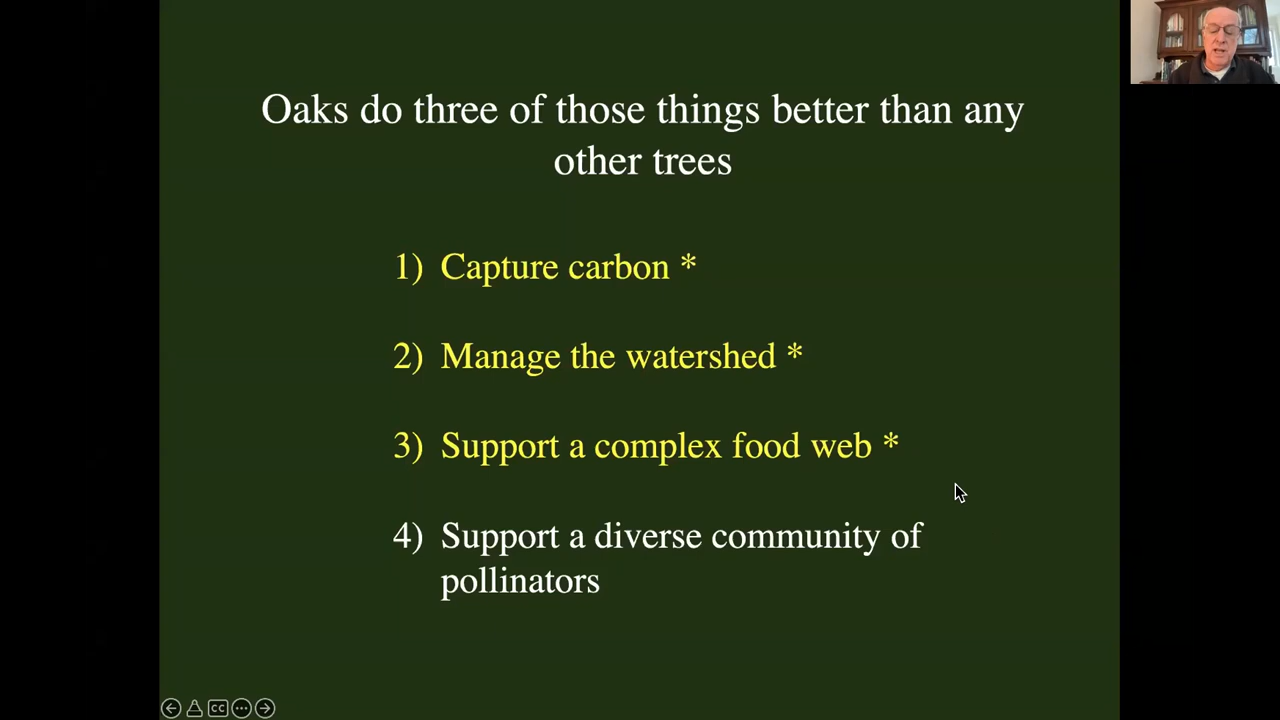 Oaks do three of those things better than any
other trees
1) Capture carbon *
2) Manage the watershed *
3) Support a complex food web *
4) Support a diverse community of
pollinators
CC